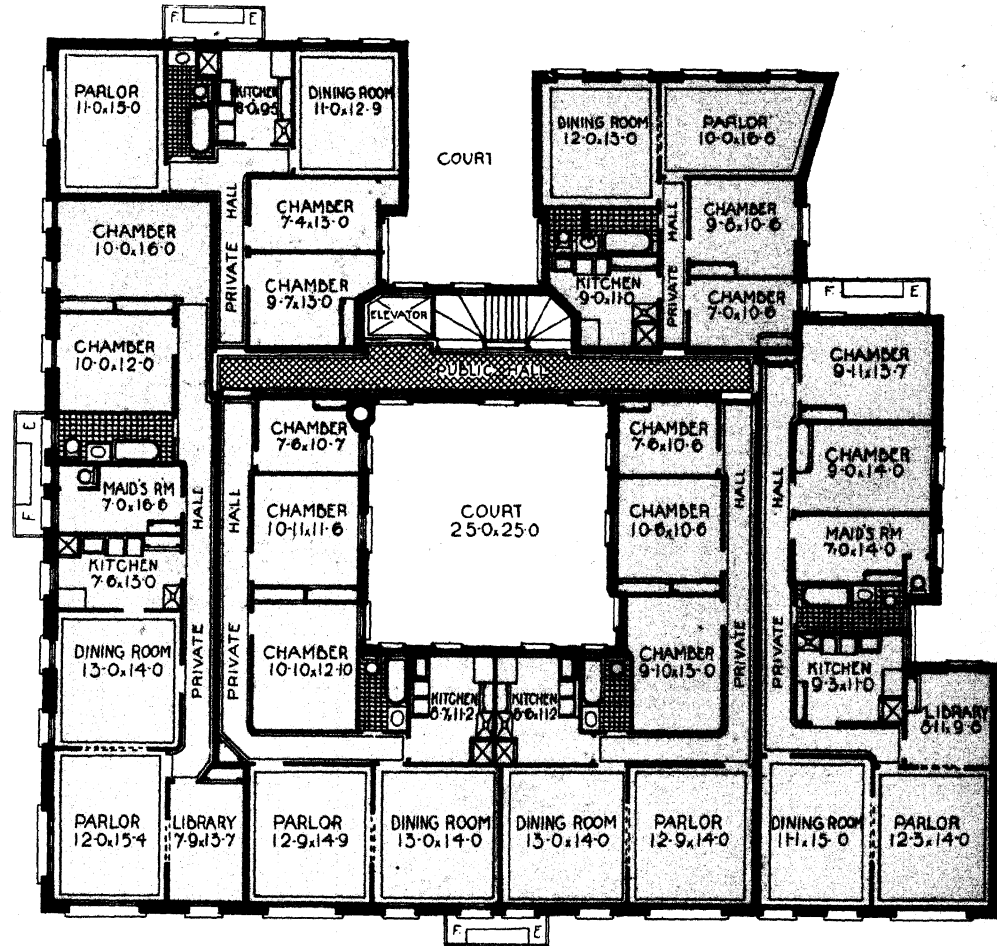 F E
PARLOR
11-0x15-0
KITCHEN
8-0x9-5
DINING ROOM
11-0x12-9
COURT
DINING ROOM
12-0x13-0
PARLOR
10-0x16-6
CHAMBER
7-4x13-0
CHAMBER
9-8x10-6
CHAMBER
10-0x16-0
PRIVATE HALL
CHAMBER
9-7x13-0
ELEVATOR
KITCHEN
9-0x11-0
PRIVATE HALL
CHAMBER
7-0x10-6
F E
CHAMBER
10-0x12-0
PUBLIC HALL
CHAMBER
9-11x13-7
CHAMBER
7-6x10-7
CHAMBER
7-6x10-6
CHAMBER
9-0x14-0
F E
MAID'S RM
7-0x16-6
PRIVATE HALL
PRIVATE HALL
CHAMBER
10-11x11-6
COURT
25-0x25-0
CHAMBER
10-6x10-6
PRIVATE HALL
PRIVATE HALL
MAID'S RM
7-0x14-0
KITCHEN
7-6x13-0
DINING ROOM
13-0x14-0
CHAMBER
10-10x12-10
CHAMBER
9-10x13-0
KITCHEN
9-3x11-0
KITCHEN
KITCHEN
LIBRARY
PARLOR
12-0x15-4
LIBRARY
7-9x13-7
PARLOR
12-9x14-9
DINING ROOM
13-0x14-0
DINING ROOM
13-0x14-0
PARLOR
12-9x14-0
DINING ROOM
11-1x15-0
PARLOR
12-3x14-0
F E